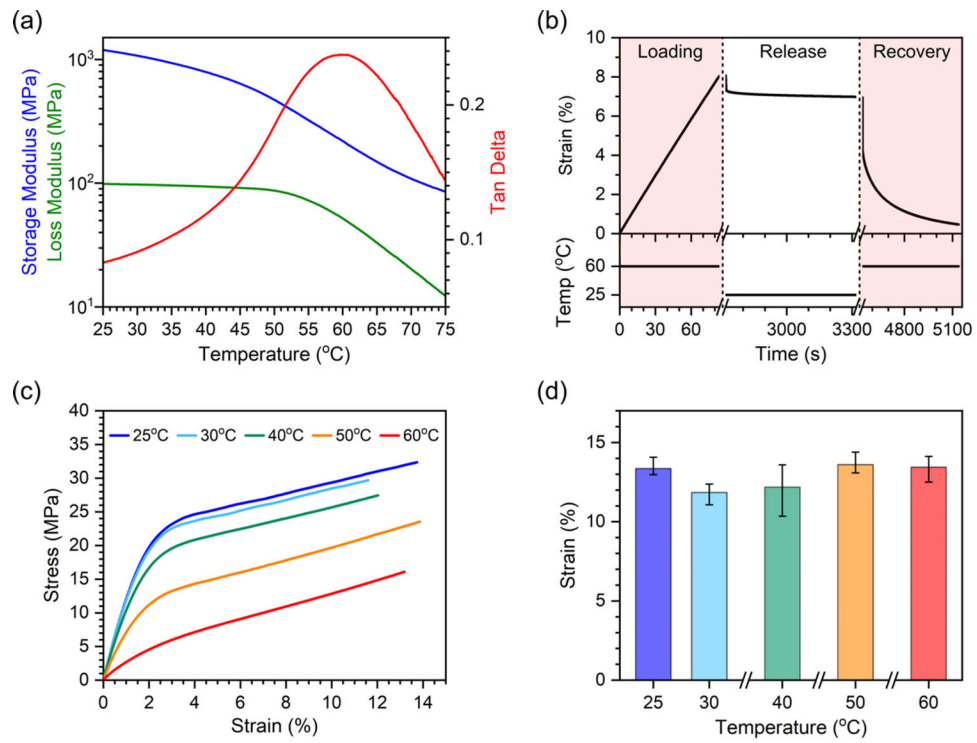 (a)
Storage Modulus (MPa)
Loss Modulus (MPa)
10³
10²
10¹
25 30 35 40 45 50 55 60 65 70 75
Temperature (°C)
0.2
0.1
Tan Delta
(b)
Loading Release Recovery
Strain (%)
10
8
6
4
2
0
Temp (°C)
60
25
0 30 60 3000 3300 4800 5100
Time (s)
(c)
25°C 30°C 40°C 50°C 60°C
Stress (MPa)
40
35
30
25
20
15
10
5
0
0 2 4 6 8 10 12 14
Strain (%)
(d)
Strain (%)
15
10
5
0
25 30 40 50 60
Temperature (°C)